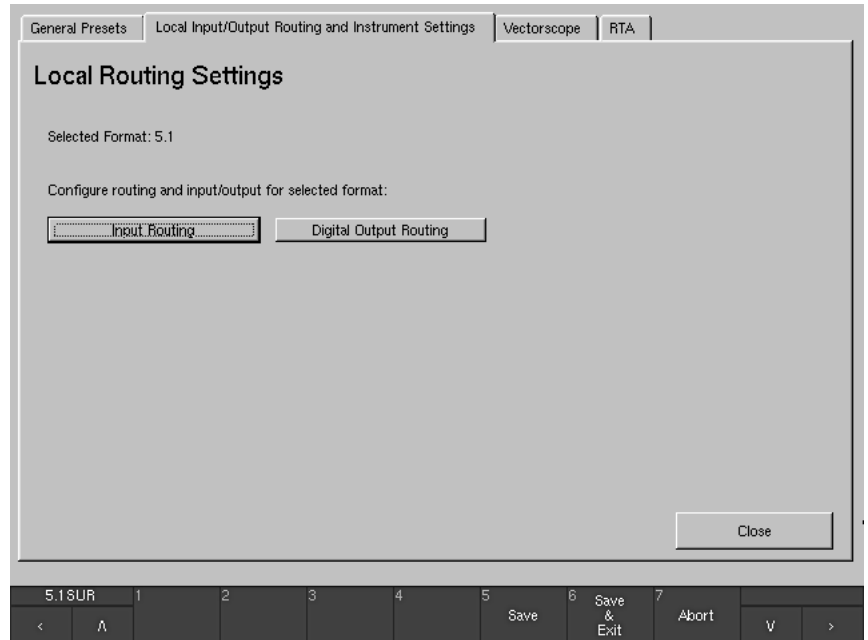 General Presets Local Input/Output Routing and Instrument Settings Vectorscope RTA
Local Routing Settings
Selected Format: 5.1
Configure routing and input/output for selected format:
Input Routing Digital Output Routing
Close
5.1SUR 1 2 3 4 5 Save 6 Save & Exit 7 Abort
< Λ V >